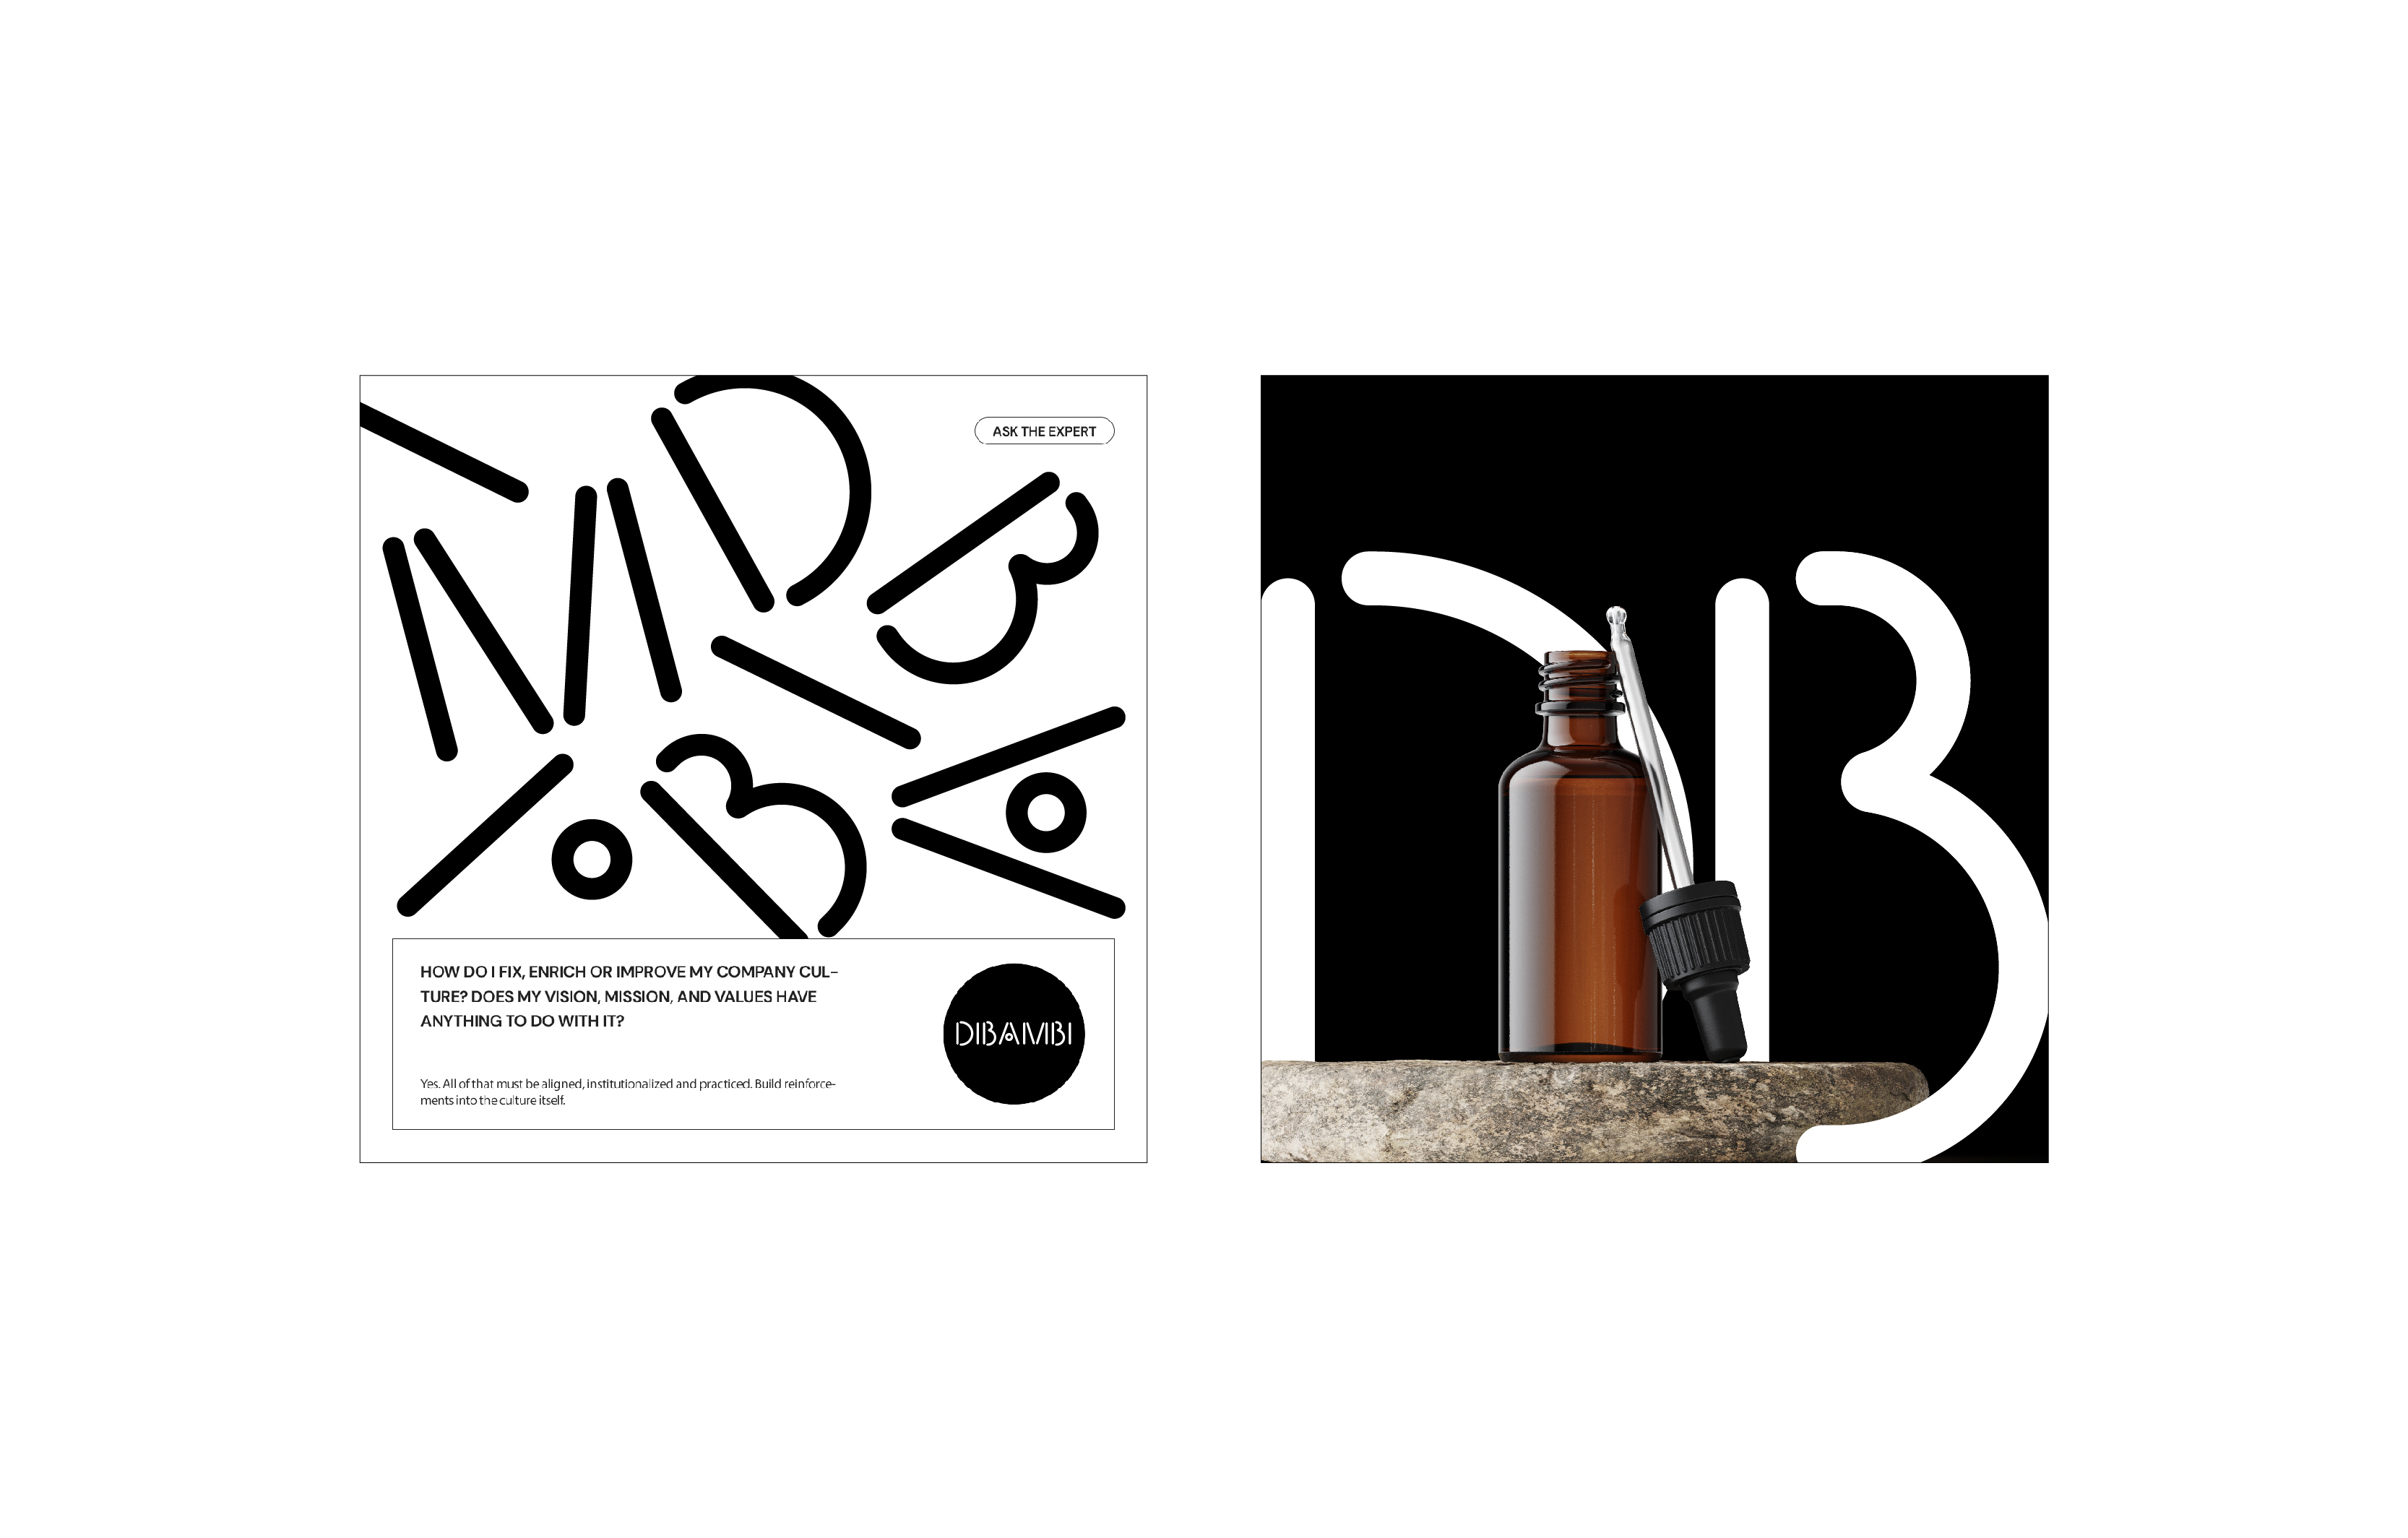 ASK THE EXPERT
HOW DO I FIX, ENRICH OR IMPROVE MY COMPANY CUL-
TURE? DOES MY VISION, MISSION, AND VALUES HAVE
ANYTHING TO DO WITH IT?
DIBAMBI
Yes. All of that must be aligned, institutionalized and practiced. Build reinforce-
ments into the culture itself.
DIB